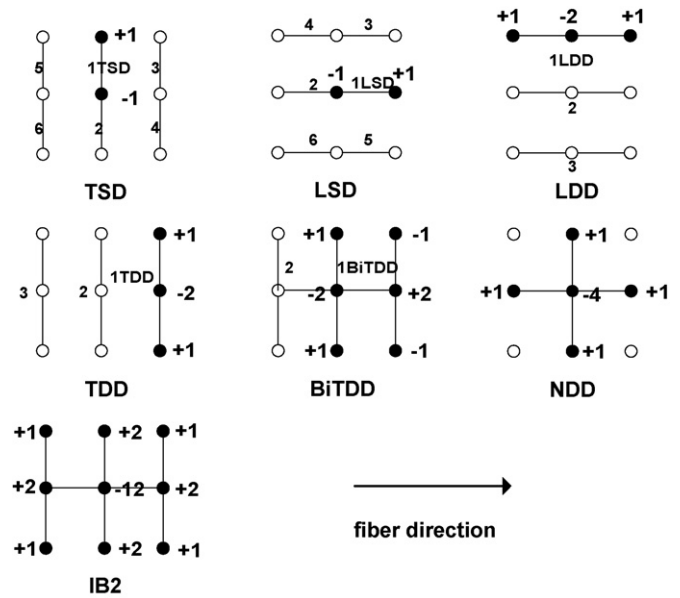 +1 4 3 +1 -2 +1
5 1TSD 3 1LDD
-1 2 -1 1LSD +1 2
6 2 4 6 5 3
TSD LSD LDD
+1 +1 -1 +1
3 2 1TDD -2 2 1BiTDD -2 +2 +1 -4 +1
+1 +1 -1 +1
TDD BiTDD NDD
+1 +2 +1
+2 -12 +2
+1 +2 +1
fiber direction
IB2